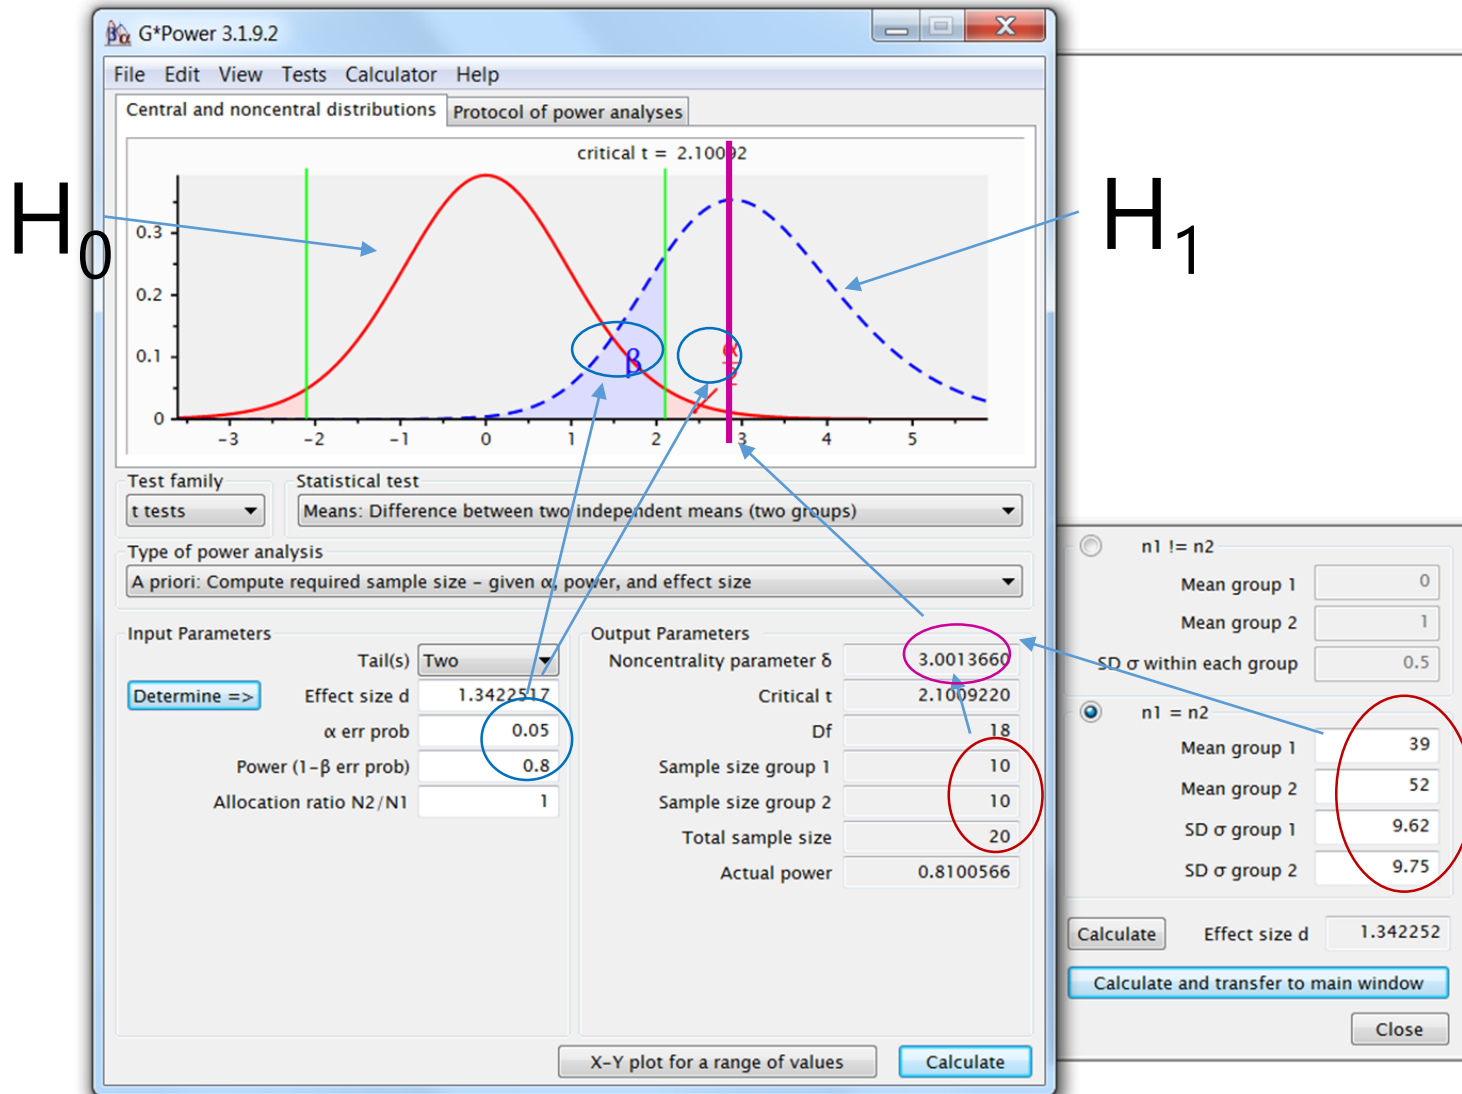 G*Power 3.1.9.2
File Edit View Tests Calculator Help
Central and noncentral distributions Protocol of power analyses
critical t = 2.10092
H0
H1
0.3
0.2
0.1
0
β
α
2
-3 -2 -1 0 1 2 3 4 5
Test family Statistical test
t tests Means: Difference between two independent means (two groups)
Type of power analysis
A priori: Compute required sample size - given α, power, and effect size
Input Parameters
Tail(s) Two
Determine => Effect size d 1.3422517
α err prob 0.05
Power (1-β err prob) 0.8
Allocation ratio N2/N1 1
Output Parameters
Noncentrality parameter δ 3.0013660
Critical t 2.1009220
Df 18
Sample size group 1 10
Sample size group 2 10
Total sample size 20
Actual power 0.8100566
X-Y plot for a range of values Calculate
n1 != n2
Mean group 1 0
Mean group 2 1
SD σ within each group 0.5
n1 = n2
Mean group 1 39
Mean group 2 52
SD σ group 1 9.62
SD σ group 2 9.75
Calculate Effect size d 1.342252
Calculate and transfer to main window
Close